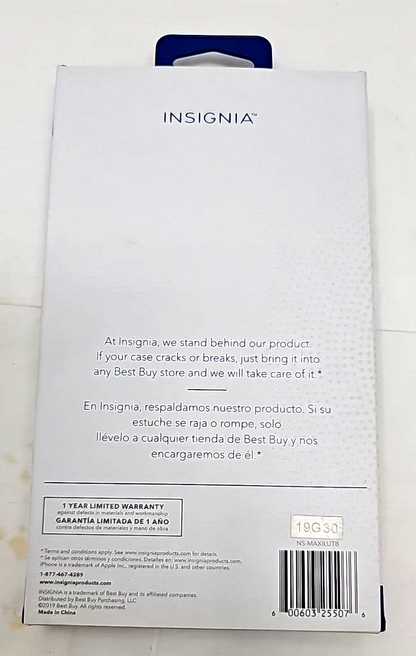 INSIGNIA™
At Insignia, we stand behind our product.
If your case cracks or breaks, just bring it into
any Best Buy store and we will take care of it.*
En Insignia, respaldamos nuestro producto. Si su
estuche se raja o rompe, solo
llévelo a cualquier tienda de Best Buy y nos
encargaremos de él.*
1 YEAR LIMITED WARRANTY
against defects in materials and workmanship
GARANTÍA LIMITADA DE 1 AÑO
contra defectos de materiales y mano de obra
19G30
NS-MAXILUTB
* Terms and conditions apply. See www.insigniaproducts.com for details.
* Se aplican otros términos y condiciones. Detalles en: www.insigniaproducts.com.
iPhone is a trademark of Apple Inc., registered in the U.S. and other countries.
1-877-467-4289
www.insigniaproducts.com
INSIGNIA is a trademark of Best Buy and its affiliated companies.
Distributed by Best Buy Purchasing, LLC
©2019 Best Buy. All rights reserved.
Made in China
6 00603 25507 6